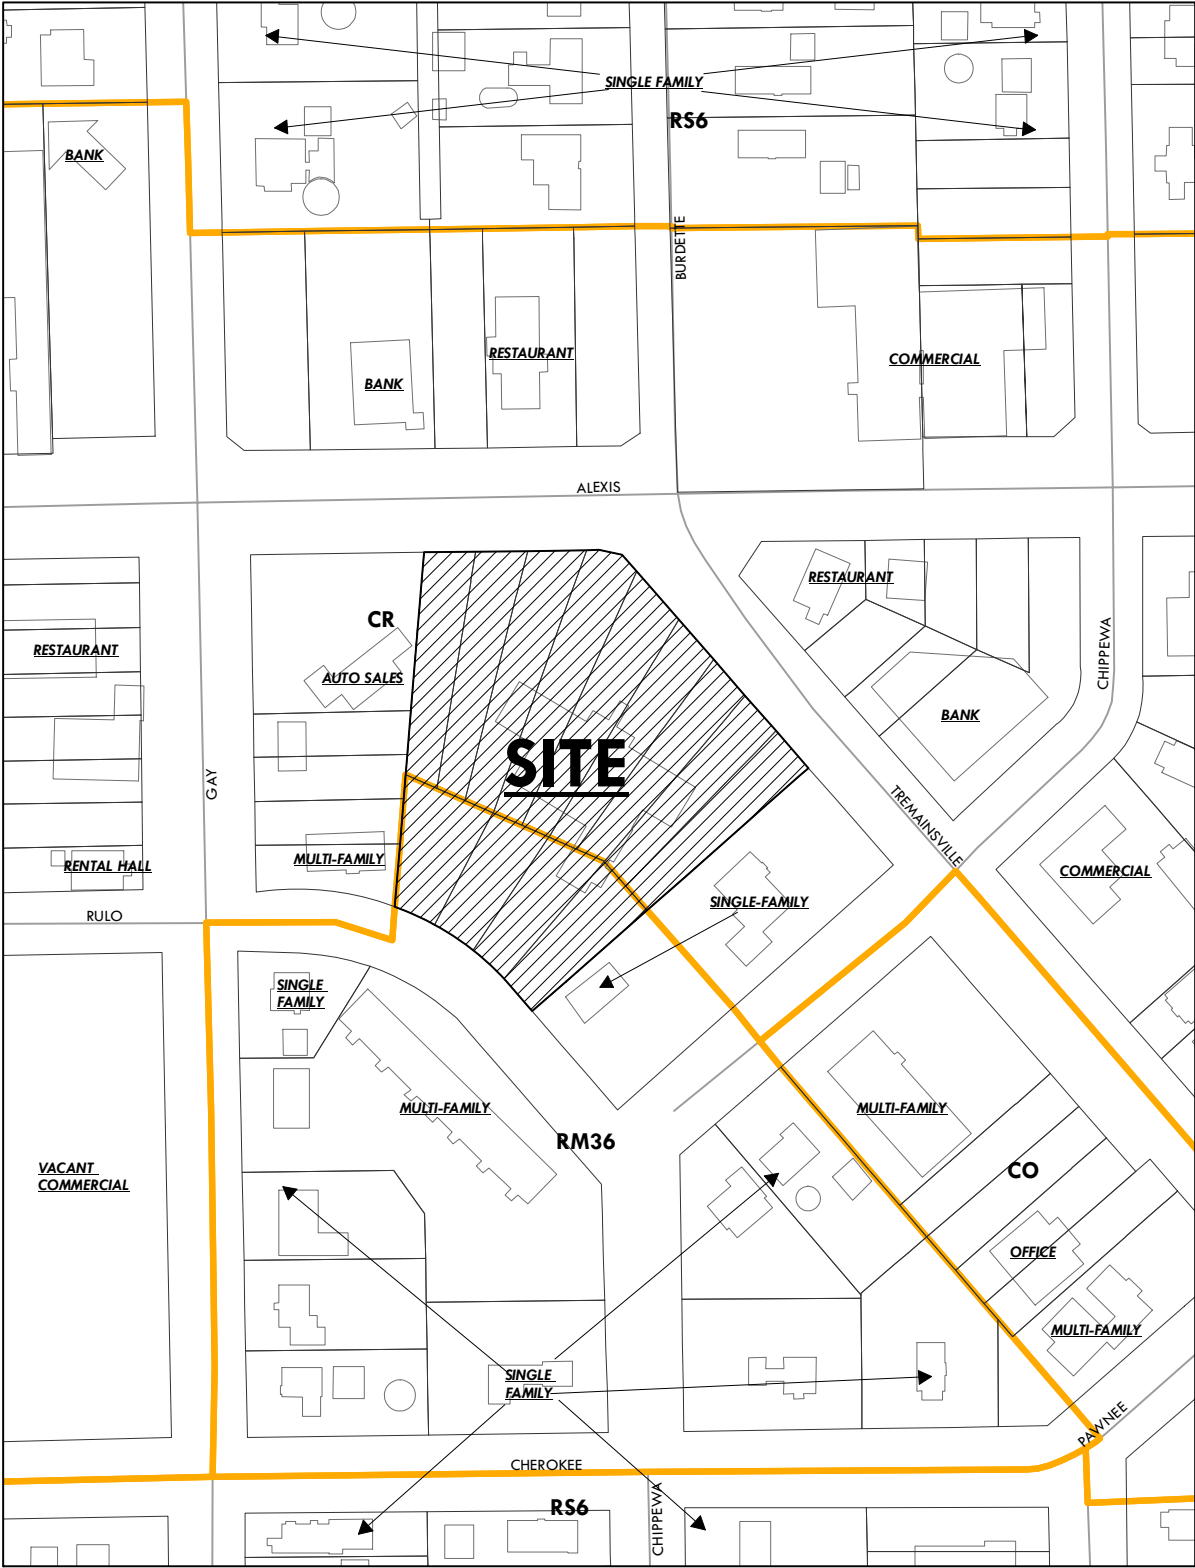 SINGLE FAMILY
RS6
BANK
BURDETTE
RESTAURANT
COMMERCIAL
BANK
ALEXIS
RESTAURANT
CR
RESTAURANT
AUTO SALES
CHIPPEWA
BANK
SITE
GAY
TREMAINSVILLE
MULTI-FAMILY
RENTAL HALL
COMMERCIAL
SINGLE-FAMILY
RULO
SINGLE
FAMILY
MULTI-FAMILY
MULTI-FAMILY
RM36
VACANT
COMMERCIAL
CO
OFFICE
MULTI-FAMILY
SINGLE
FAMILY
PAWNEE
CHEROKEE
RS6
CHIPPEWA